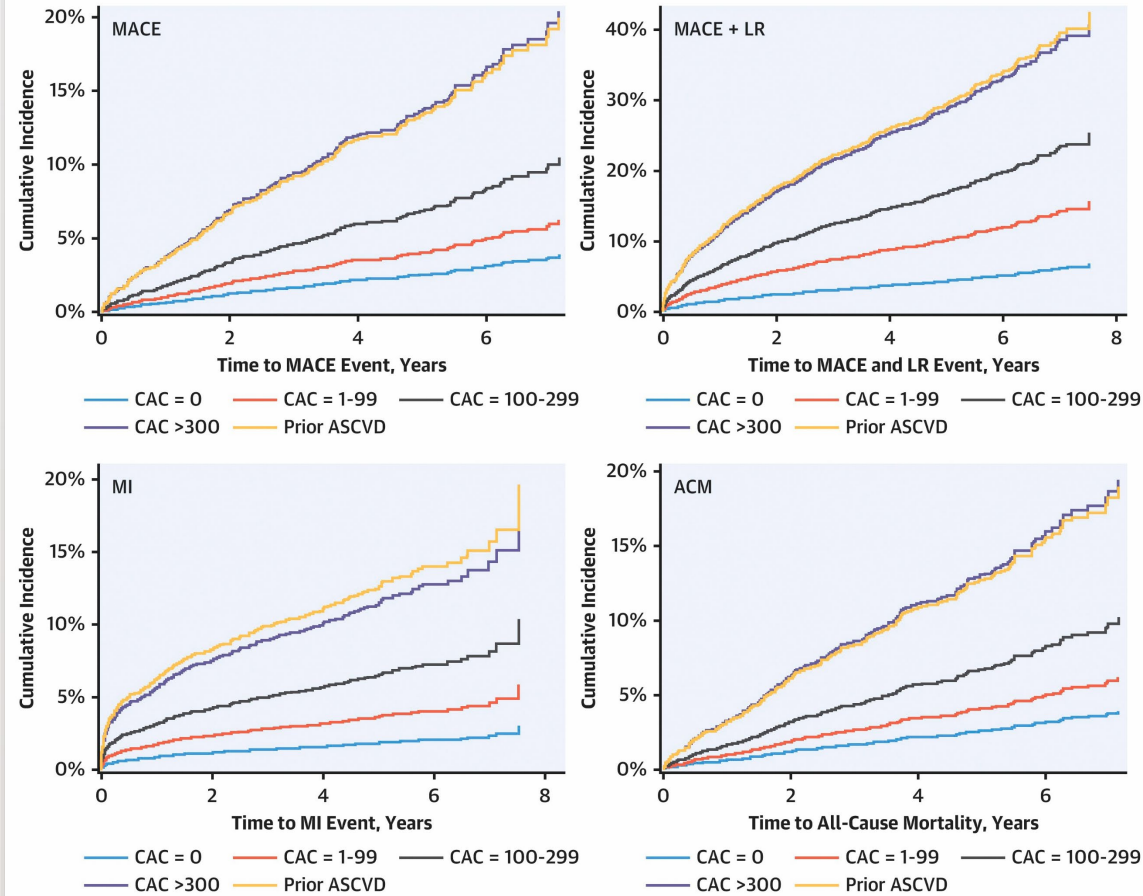 MACE
20%
15%
10%
5%
0%
Cumulative Incidence
0 2 4 6
Time to MACE Event, Years
CAC = 0 CAC = 1-99 CAC = 100-299
CAC >300 Prior ASCVD
MACE + LR
40%
30%
20%
10%
0%
Cumulative Incidence
0 2 4 6 8
Time to MACE and LR Event, Years
CAC = 0 CAC = 1-99 CAC = 100-299
CAC >300 Prior ASCVD
MI
20%
15%
10%
5%
0%
Cumulative Incidence
0 2 4 6 8
Time to MI Event, Years
CAC = 0 CAC = 1-99 CAC = 100-299
CAC >300 Prior ASCVD
ACM
20%
15%
10%
5%
0%
Cumulative Incidence
0 2 4 6
Time to All-Cause Mortality, Years
CAC = 0 CAC = 1-99 CAC = 100-299
CAC >300 Prior ASCVD